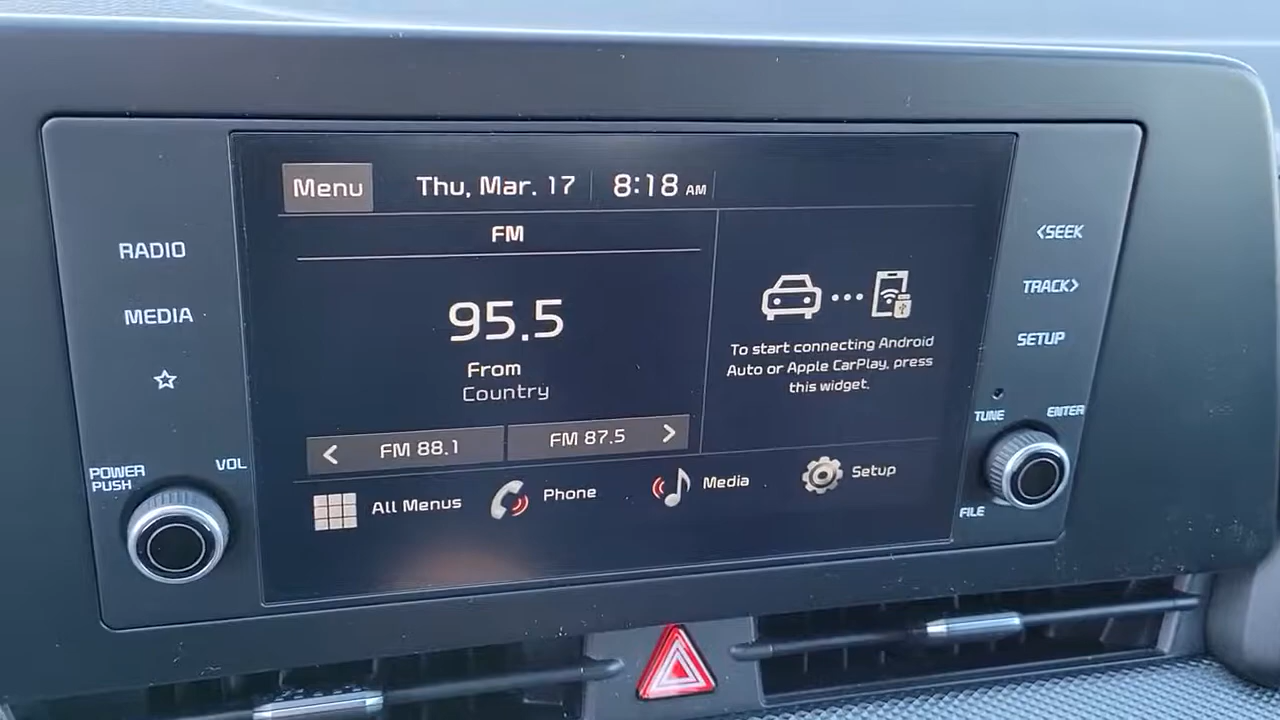 Menu
Thu, Mar. 17
8:18 AM
FM
95.5
From
Country
< FM 88.1
FM 87.5 >
To start connecting Android
Auto or Apple CarPlay, press
this widget.
All Menus
Phone
Media
Setup
RADIO
MEDIA
POWER
PUSH
VOL
<SEEK
TRACK>
SETUP
TUNE
ENTER
FILE